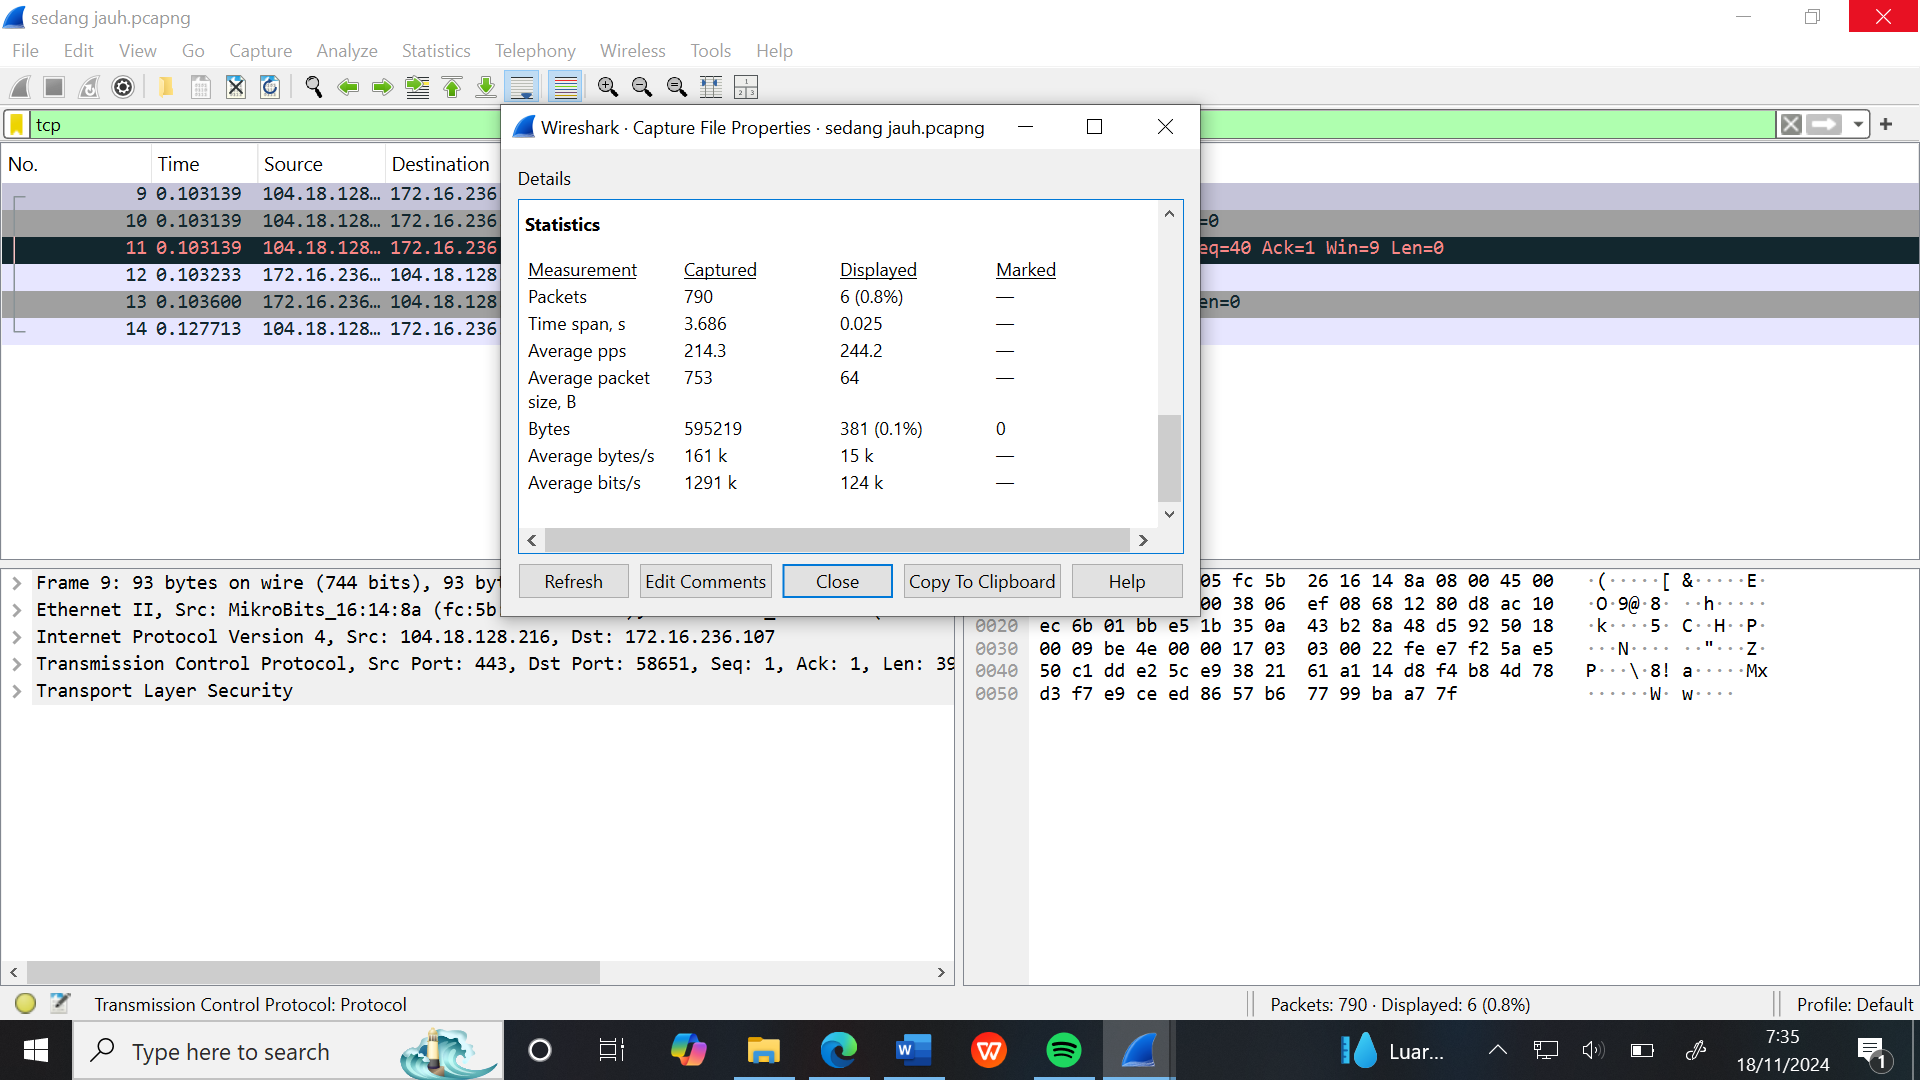 sedang jauh.pcapng
File Edit View Go Capture Analyze Statistics Telephony Wireless Tools Help
tcp
Wireshark · Capture File Properties · sedang jauh.pcapng
Details
Statistics
Measurement Captured Displayed Marked
Packets 790 6 (0.8%) —
Time span, s 3.686 0.025 —
Average pps 214.3 244.2 —
Average packet size, B 753 64 —
Bytes 595219 381 (0.1%) 0
Average bytes/s 161 k 15 k —
Average bits/s 1291 k 124 k —
Refresh Edit Comments Close Copy To Clipboard Help
No. Time Source Destination
9 0.103139 104.18.128… 172.16.236
10 0.103139 104.18.128… 172.16.236 =0
11 0.103139 104.18.128… 172.16.236 eq=40 Ack=1 Win=9 Len=0
12 0.103233 172.16.236… 104.18.128
13 0.103600 172.16.236… 104.18.128 en=0
14 0.127713 104.18.128… 172.16.236
Frame 9: 93 bytes on wire (744 bits), 93 byt
Ethernet II, Src: MikroBits_16:14:8a (fc:5b
Internet Protocol Version 4, Src: 104.18.128.216, Dst: 172.16.236.107
Transmission Control Protocol, Src Port: 443, Dst Port: 58651, Seq: 1, Ack: 1, Len: 39
Transport Layer Security
05 fc 5b 26 16 14 8a 08 00 45 00 ·(·····[ &·····E·
00 38 06 ef 08 68 12 80 d8 ac 10 ·O·9@·8· ··h·····
0020 ec 6b 01 bb e5 1b 35 0a 43 b2 8a 48 d5 92 50 18 ·k····5· C··H··P·
0030 00 09 be 4e 00 00 17 03 03 00 22 fe e7 f2 5a e5 ···N···· ··"···Z·
0040 50 c1 dd e2 5c e9 38 21 61 a1 14 d8 f4 b8 4d 78 P···\·8! a·····Mx
0050 d3 f7 e9 ce ed 86 57 b6 77 99 ba a7 7f ······W· w····
Transmission Control Protocol: Protocol
Packets: 790 · Displayed: 6 (0.8%)
Profile: Default
Type here to search
Luar...
7:35
18/11/2024
1